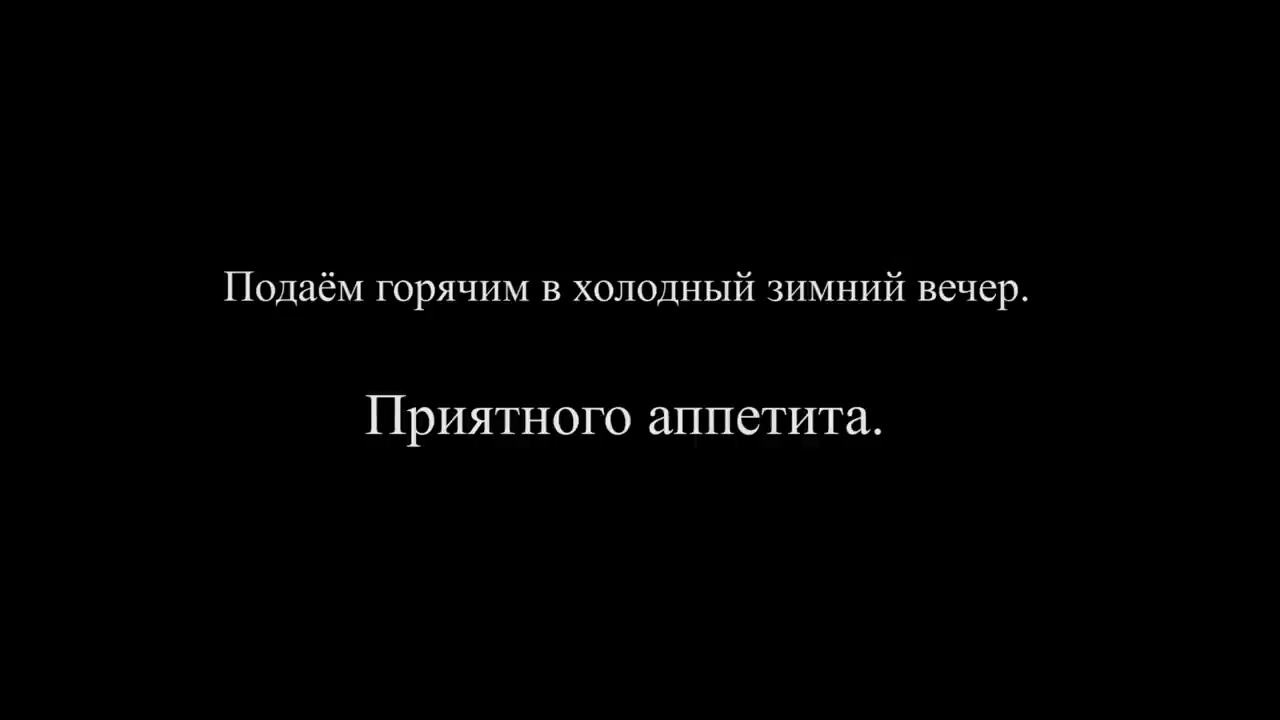 Подаём горячим в холодный зимний вечер.
Приятного аппетита.